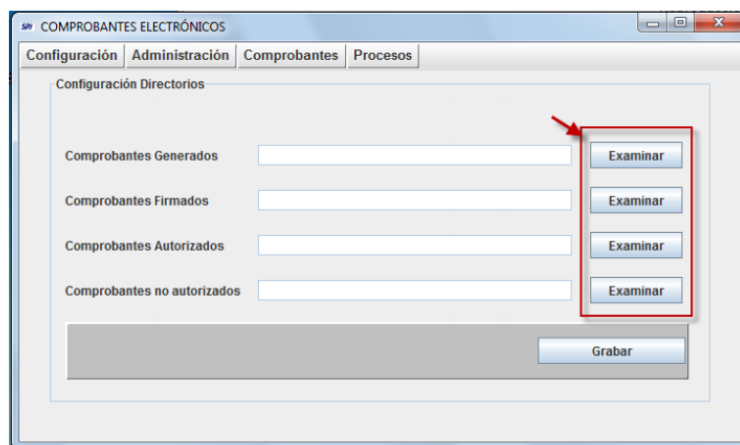 SRI COMPROBANTES ELECTRÓNICOS
Configuración Administración Comprobantes Procesos
Configuración Directorios
Comprobantes Generados Examinar
Comprobantes Firmados Examinar
Comprobantes Autorizados Examinar
Comprobantes no autorizados Examinar
Grabar